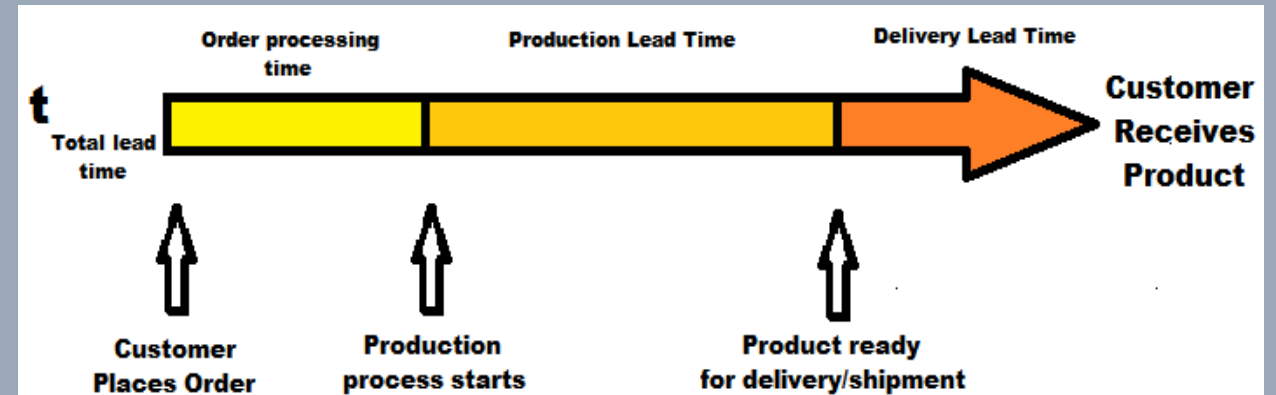 Order processing
time
Production Lead Time
Delivery Lead Time
t
Total lead
time
Customer
Receives
Product
Customer
Places Order
Production
process starts
Product ready
for delivery/shipment